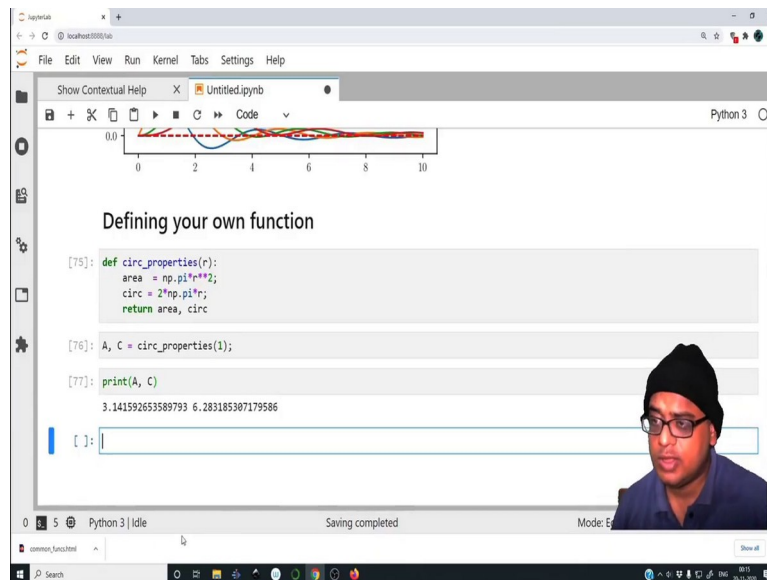 JupyterLab
localhost:8888/lab
File Edit View Run Kernel Tabs Settings Help
Show Contextual Help
Untitled.ipynb
Code
Python 3
0.0
0 2 4 6 8 10
Defining your own function
[75]: def circ_properties(r):
area = np.pi*r**2;
circ = 2*np.pi*r;
return area, circ
[76]: A, C = circ_properties(1);
[77]: print(A, C)
3.141592653589793 6.283185307179586
[ ]:
0 5 Python 3 | Idle Saving completed Mode:
common_funcs.html Show all
Search ENG 00:15